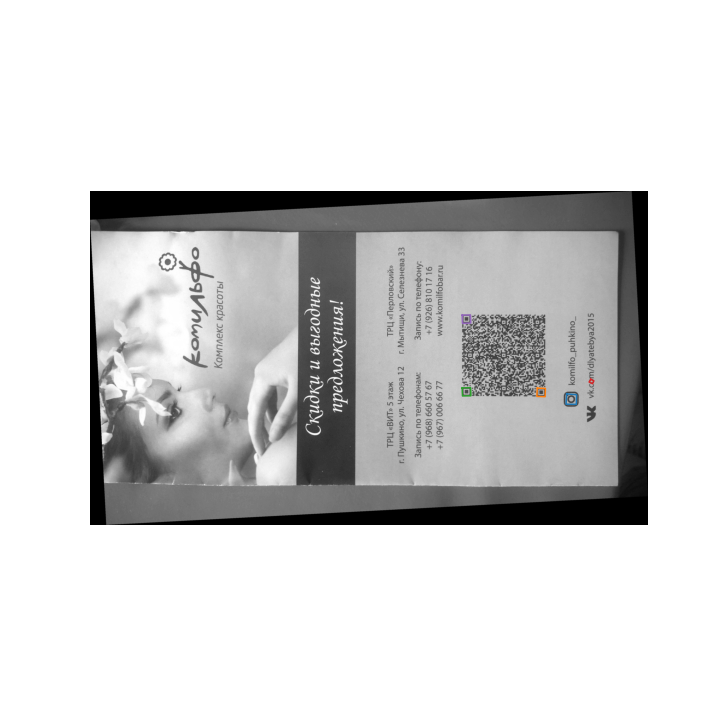 комильфо
Комплекс красоты
Скидки и выгодные
предложения!
ТРЦ «ВИТ» 5 этаж
г. Пушкино, ул. Чехова 12
Запись по телефонам:
+7 (968) 660 57 67
+7 (967) 006 66 77
ТРЦ «Перловский»
г. Мытищи, ул. Селезнева 33
Запись по телефону:
+7 (926) 810 17 16
www.komilfobar.ru
komilfo_puhkino_
vk.com/dlyatebya2015